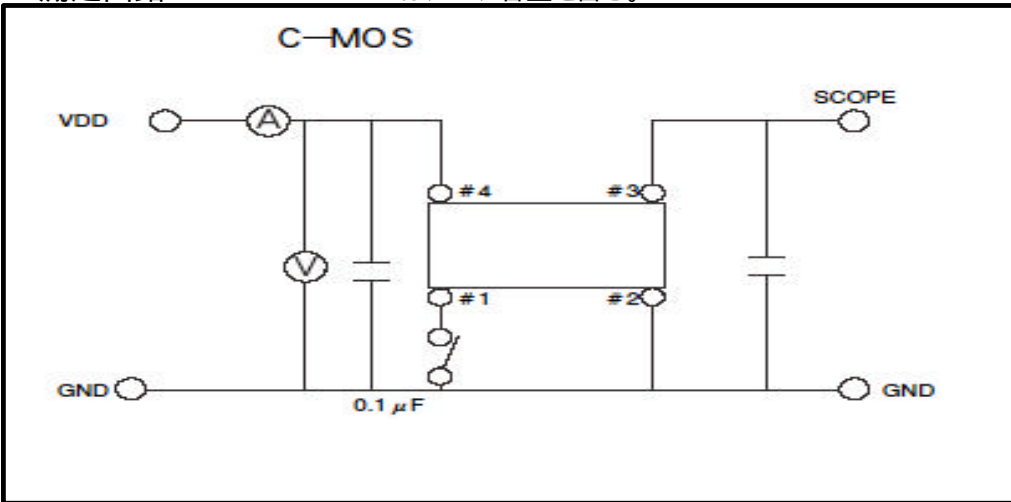 C-MOS
SCOPE
VDD
A
#4
#3
V
#1
#2
GND
GND
0.1 μF